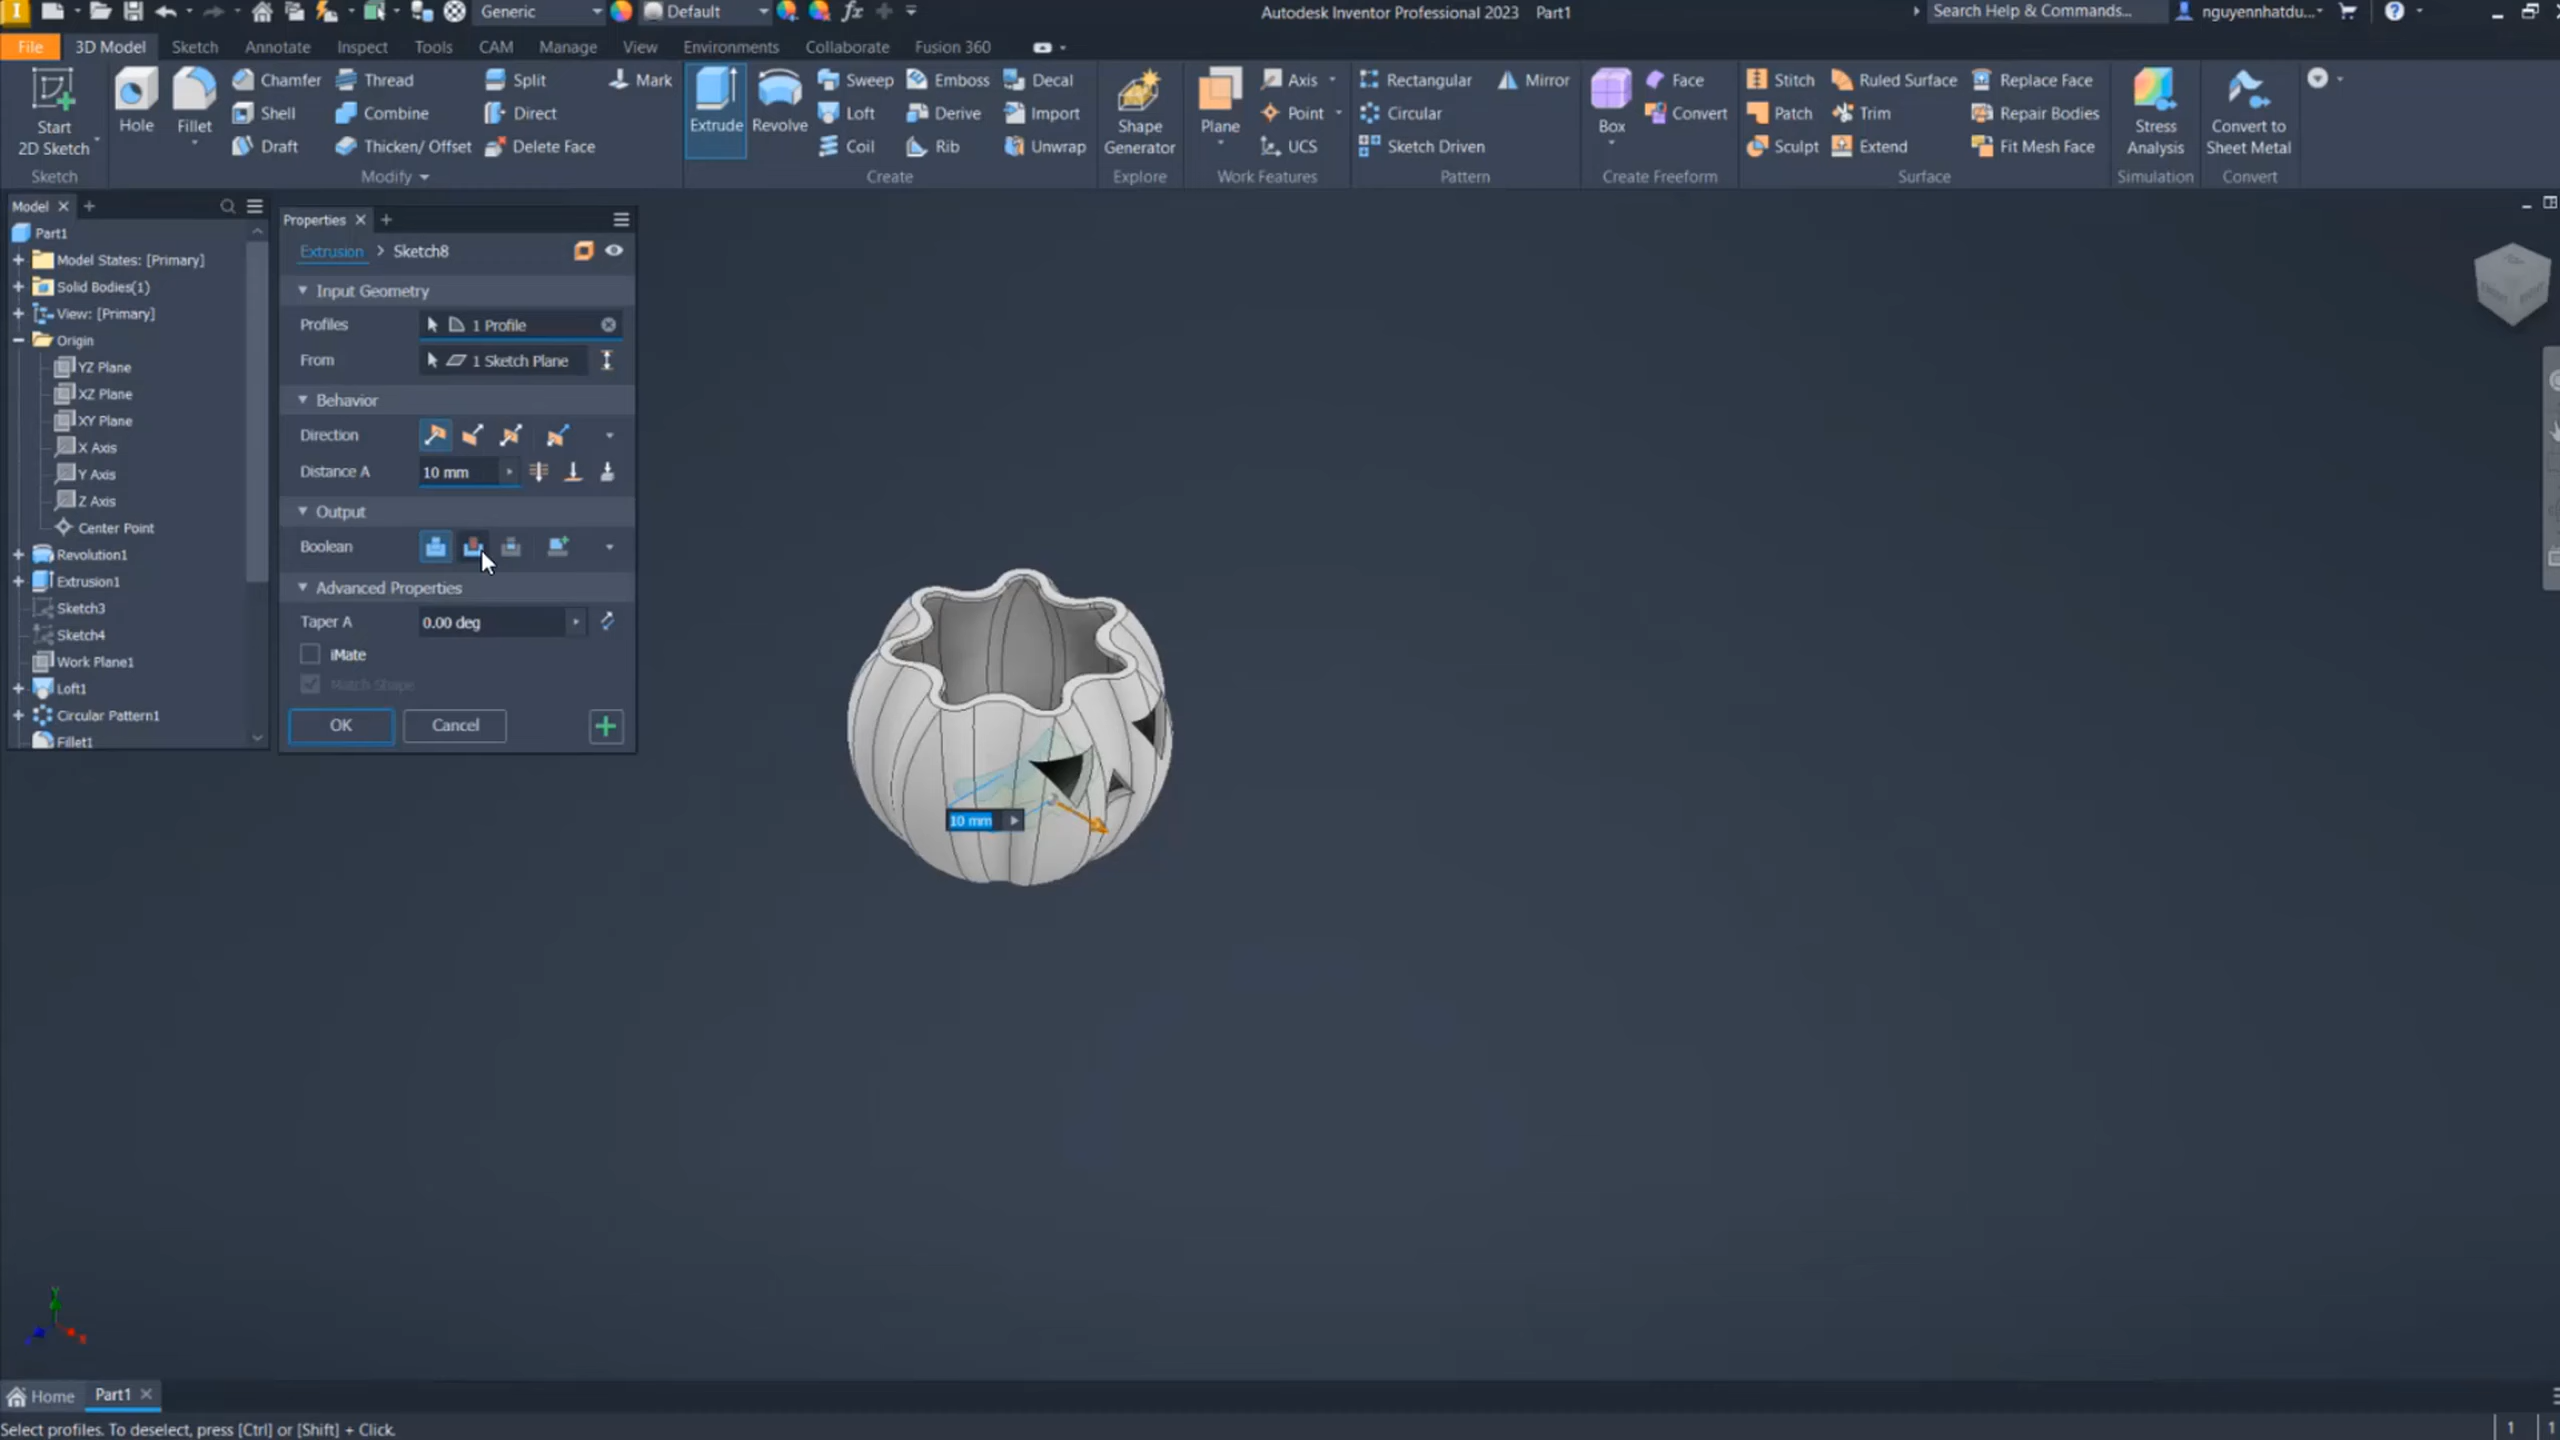 Generic Default Autodesk Inventor Professional 2023 Part1 Search Help & Commands... nguyennhatdu...
File 3D Model Sketch Annotate Inspect Tools CAM Manage View Environments Collaborate Fusion 360
Chamfer Thread Split Mark Sweep Emboss Decal Axis Rectangular Mirror Face Stitch Ruled Surface Replace Face
Start 2D Sketch Hole Fillet Shell Combine Direct Extrude Revolve Loft Derive Import Shape Generator Plane Point Circular Box Convert Patch Trim Repair Bodies Stress Analysis Convert to Sheet Metal
Draft Thicken/ Offset Delete Face Coil Rib Unwrap UCS Sketch Driven Sculpt Extend Fit Mesh Face
Sketch Modify Create Explore Work Features Pattern Create Freeform Surface Simulation Convert
Model
Part1
Model States: [Primary]
Solid Bodies(1)
View: [Primary]
Origin
YZ Plane
XZ Plane
XY Plane
X Axis
Y Axis
Z Axis
Center Point
Revolution1
Extrusion1
Sketch3
Sketch4
Work Plane1
Loft1
Circular Pattern1
Fillet1
Properties
Extrusion > Sketch8
Input Geometry
Profiles 1 Profile
From 1 Sketch Plane
Behavior
Direction
Distance A 10 mm
Output
Boolean
Advanced Properties
Taper A 0.00 deg
iMate
Match Shape
OK Cancel
10 mm
Home Part1
Select profiles. To deselect, press [Ctrl] or [Shift] + Click.
1 1